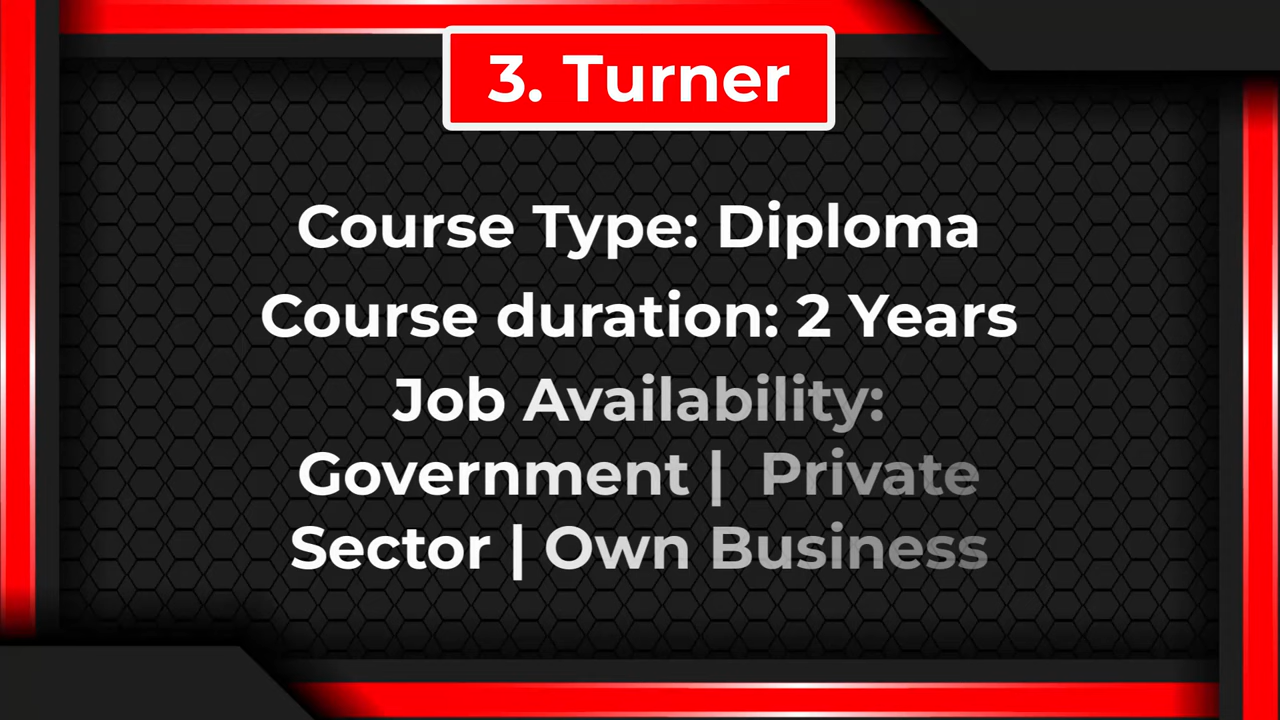 3. Turner
Course Type: Diploma
Course duration: 2 Years
Job Availability:
Government | Private
Sector | Own Business